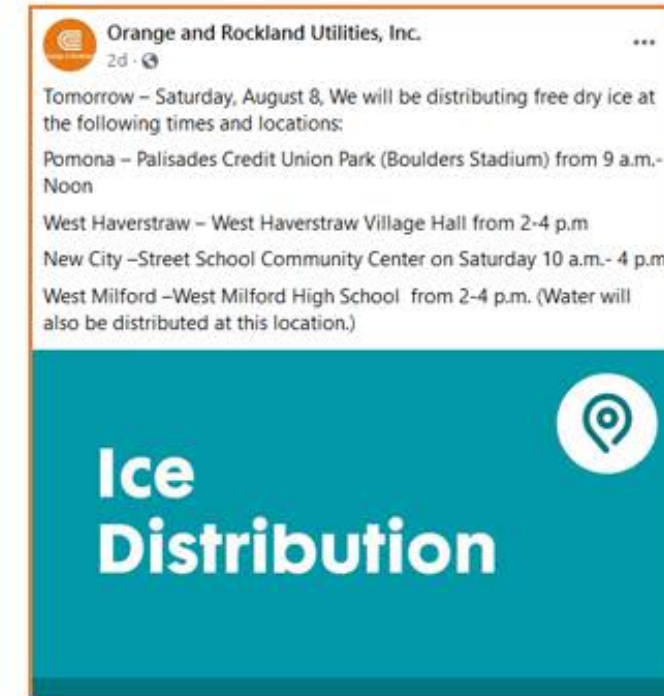 Orange and Rockland Utilities, Inc.
2d ·
Tomorrow – Saturday, August 8, We will be distributing free dry ice at
the following times and locations:
Pomona – Palisades Credit Union Park (Boulders Stadium) from 9 a.m.-
Noon
West Haverstraw – West Haverstraw Village Hall from 2-4 p.m
New City –Street School Community Center on Saturday 10 a.m.- 4 p.m
West Milford –West Milford High School from 2-4 p.m. (Water will
also be distributed at this location.)
Ice
Distribution